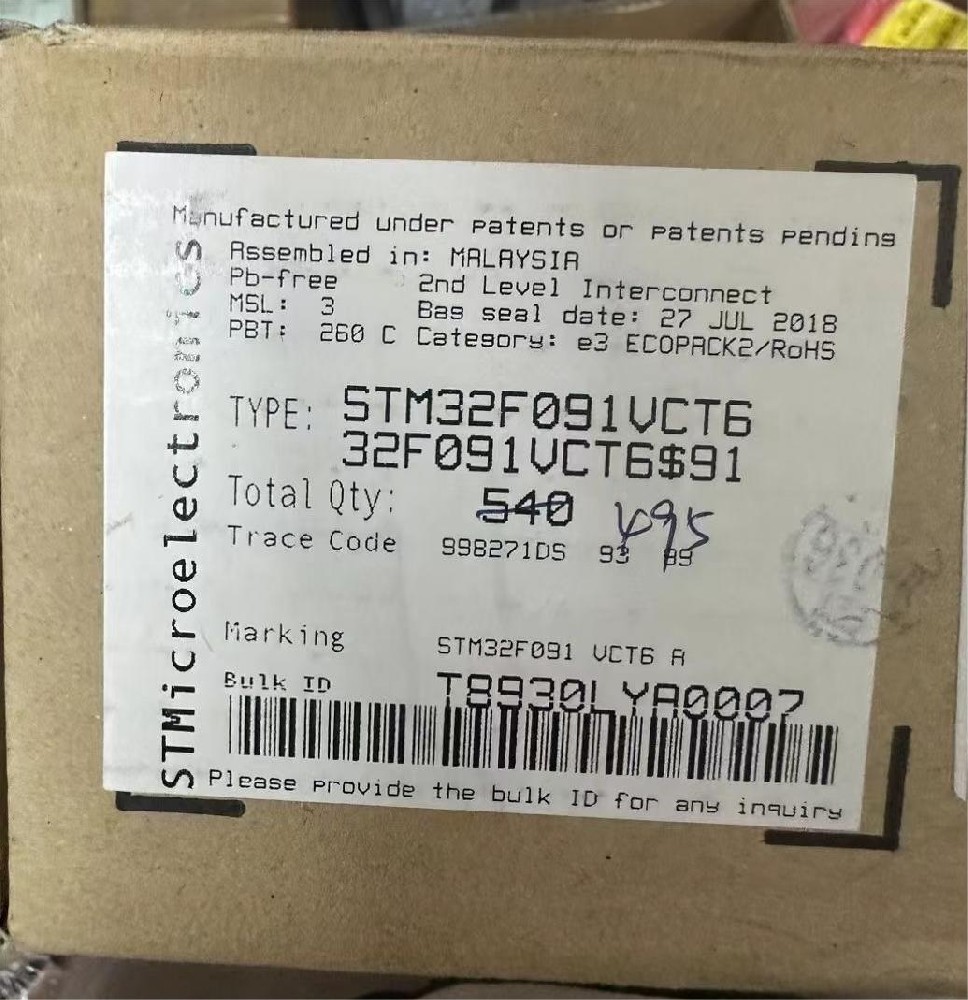 Manufactured under patents or patents pending
Assembled in: MALAYSIA
Pb-free 2nd Level Interconnect
MSL: 3 Bag seal date: 27 JUL 2018
PBT: 260 C Category: e3 ECOPACK2/RoHS
TYPE: STM32F091VCT6
32F091VCT6$91
Total Qty: 540 495
Trace Code 998271DS 93
Marking STM32F091 VCT6 A
Bulk ID T8930LYA0007
Please provide the bulk ID for any inquiry
STMicroelectronics